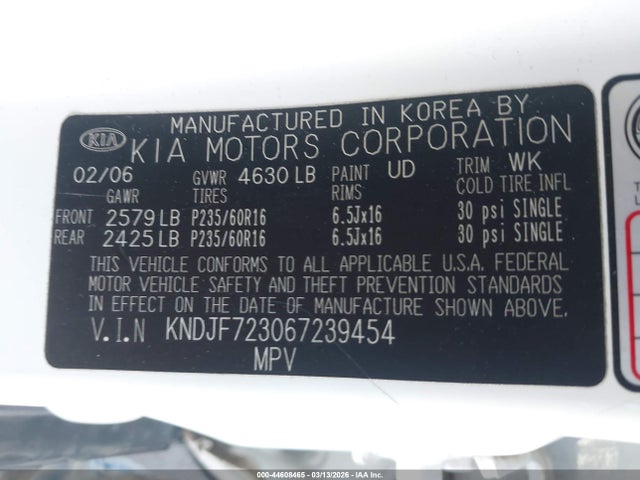 MANUFACTURED IN KOREA BY
KIA KIA MOTORS CORPORATION
02/06 GVWR 4630 LB PAINT UD TRIM WK
GAWR TIRES RIMS COLD TIRE INFL
FRONT 2579 LB P235/60R16 6.5Jx16 30 psi SINGLE
REAR 2425 LB P235/60R16 6.5Jx16 30 psi SINGLE
THIS VEHICLE CONFORMS TO ALL APPLICABLE U.S.A. FEDERAL
MOTOR VEHICLE SAFETY AND THEFT PREVENTION STANDARDS
IN EFFECT ON THE DATE OF MANUFACTURE SHOWN ABOVE.
V.I.N KNDJF723067239454
MPV
©-44608465 - 03/13/2026 - IAAI.COM